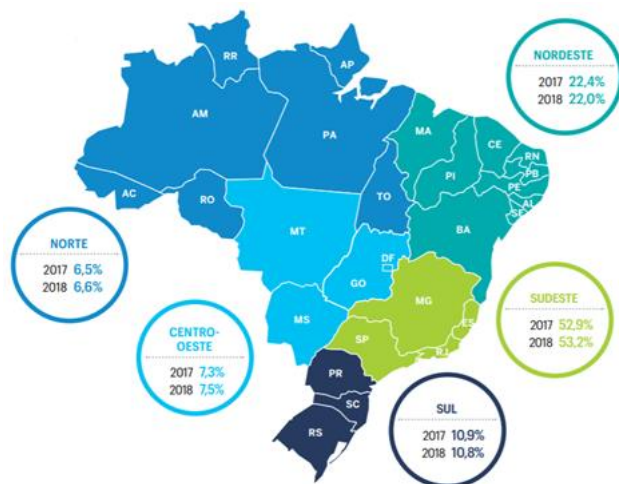 RR
AP
NORDESTE
2017 22,4%
2018 22,0%
AM
PA
MA
CE
RN
PB
PI
PE
AL
SE
AC
RO
TO
BA
MT
NORTE
2017 6,5%
2018 6,6%
DF
GO
MG
ES
SUDESTE
2017 52,9%
2018 53,2%
MS
CENTRO-
OESTE
2017 7,3%
2018 7,5%
SP
RJ
PR
SC
RS
SUL
2017 10,9%
2018 10,8%